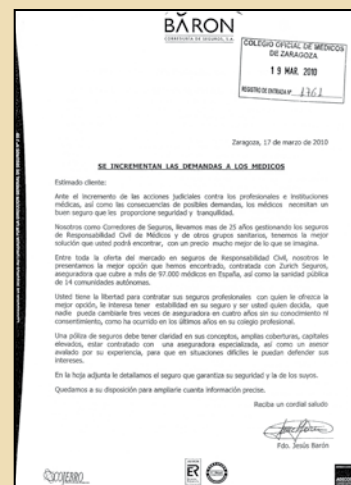 BARON
CORREDURIA DE SEGUROS, S.A.
COLEGIO OFICIAL DE MÉDICOS
DE ZARAGOZA
19 MAR. 2010
REGISTRO DE ENTRADA Nº 1761
Zaragoza, 17 de marzo de 2010
SE INCREMENTAN LAS DEMANDAS A LOS MEDICOS
Estimado cliente:
Ante el incremento de las acciones judiciales contra los profesionales e instituciones
médicas, así como las consecuencias de posibles demandas, los médicos necesitan un
buen seguro que les proporcione seguridad y tranquilidad.
Nosotros como Corredores de Seguros, llevamos mas de 25 años gestionando los seguros
de Responsabilidad Civil de Médicos y de otros grupos sanitarios, tenemos la mejor
solución que usted podrá encontrar, con un precio mucho mejor de lo que se imagina.
Entre toda la oferta del mercado en seguros de Responsabilidad Civil, nosotros le
presentamos la mejor opción que hemos encontrado, contratada con Zurich Seguros,
aseguradora que cubre a más de 97.000 médicos en España, así como la sanidad pública
de 14 comunidades autónomas.
Usted tiene la libertad para contratar sus seguros profesionales con quien le ofrezca la
mejor opción, le interesa tener estabilidad en su seguro y ser usted quien decida, que
nadie pueda cambiarle tres veces de aseguradora en cuatro años sin su conocimiento ni
consentimiento, como ha ocurrido en los últimos años en su colegio profesional.
Una póliza de seguros debe tener claridad en sus conceptos, amplias coberturas, capitales
elevados, estar contratado con una aseguradora especializada, así como un asesor
avalado por su experiencia, para que en situaciones difíciles le puedan defender sus
intereses.
En la hoja adjunta le detallamos el seguro que garantiza su seguridad y la de los suyos.
Quedamos a su disposición para ampliarle cuanta información precise.
Reciba un cordial saludo
Fdo. Jesús Barón
ER